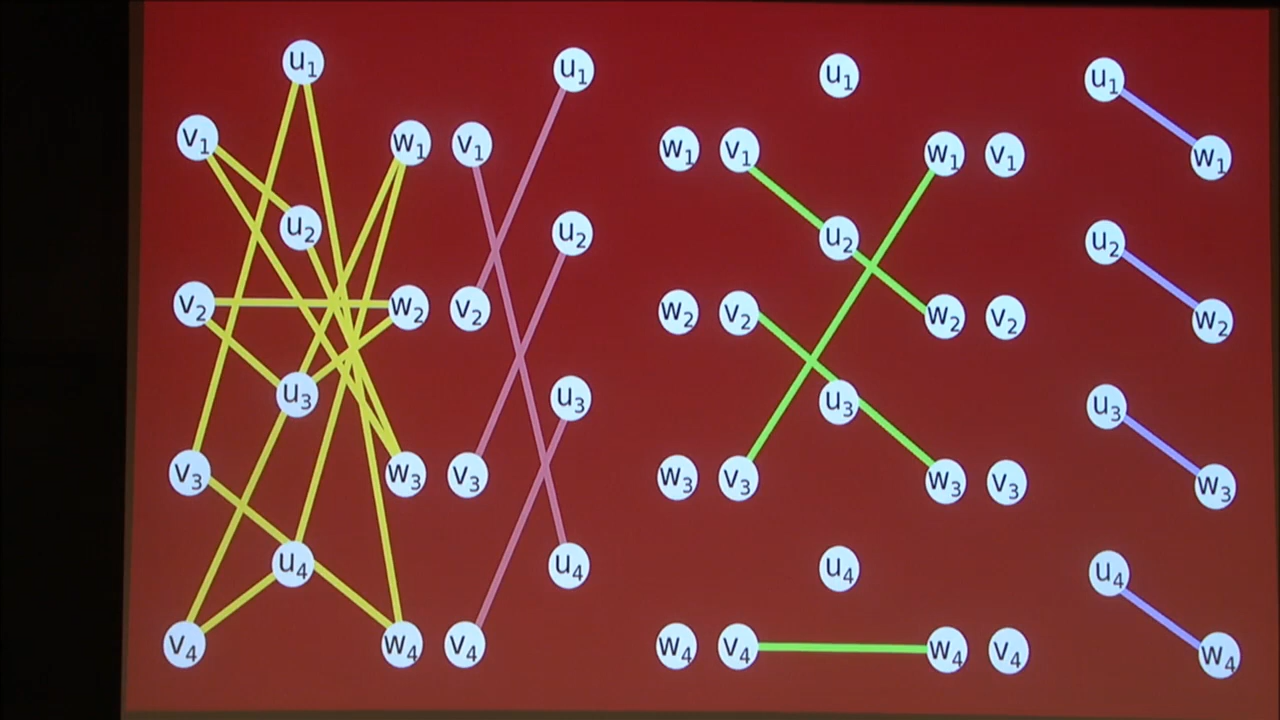 u₁ u₁ u₁ u₁
v₁ w₁ v₁ w₁ v₁ w₁ v₁ w₁
u₂ u₂ u₂ u₂
v₂ w₂ v₂ w₂ v₂ w₂ v₂ w₂
u₃ u₃ u₃ u₃
v₃ w₃ v₃ w₃ v₃ w₃ v₃ w₃
u₄ u₄ u₄ u₄
v₄ w₄ v₄ w₄ v₄ w₄ v₄ w₄